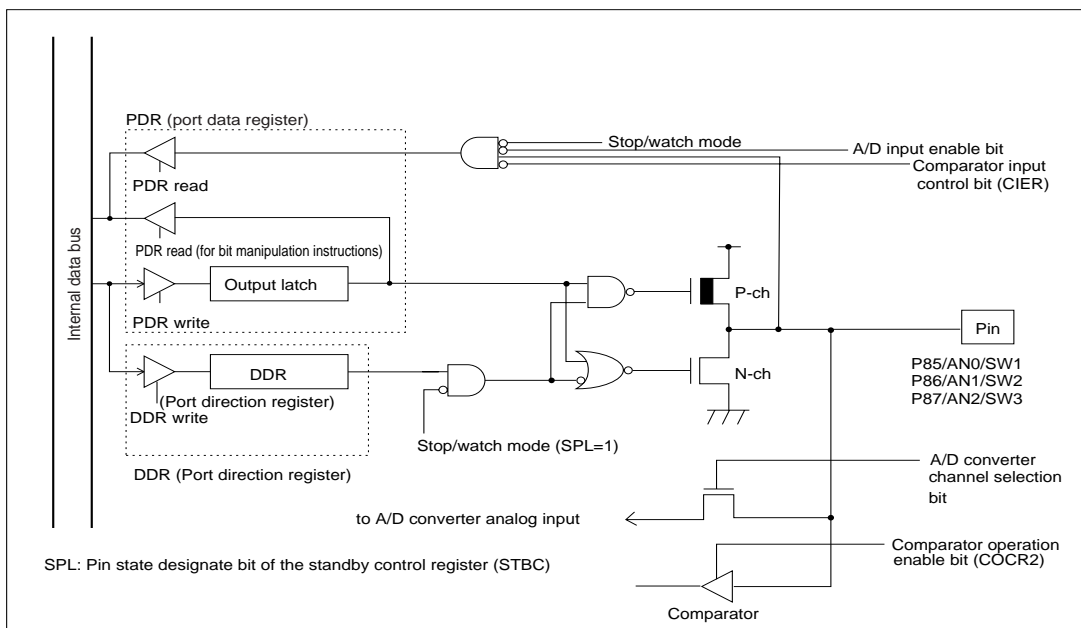 PDR (port data register)
Stop/watch mode
A/D input enable bit
Comparator input
control bit (CIER)
PDR read
Internal data bus
PDR read (for bit manipulation instructions)
Output latch
P-ch
PDR write
Pin
DDR
N-ch
P85/AN0/SW1
P86/AN1/SW2
P87/AN2/SW3
(Port direction register)
DDR write
Stop/watch mode (SPL=1)
DDR (Port direction register)
A/D converter
channel selection
bit
to A/D converter analog input
Comparator operation
enable bit (COCR2)
SPL: Pin state designate bit of the standby control register (STBC)
Comparator